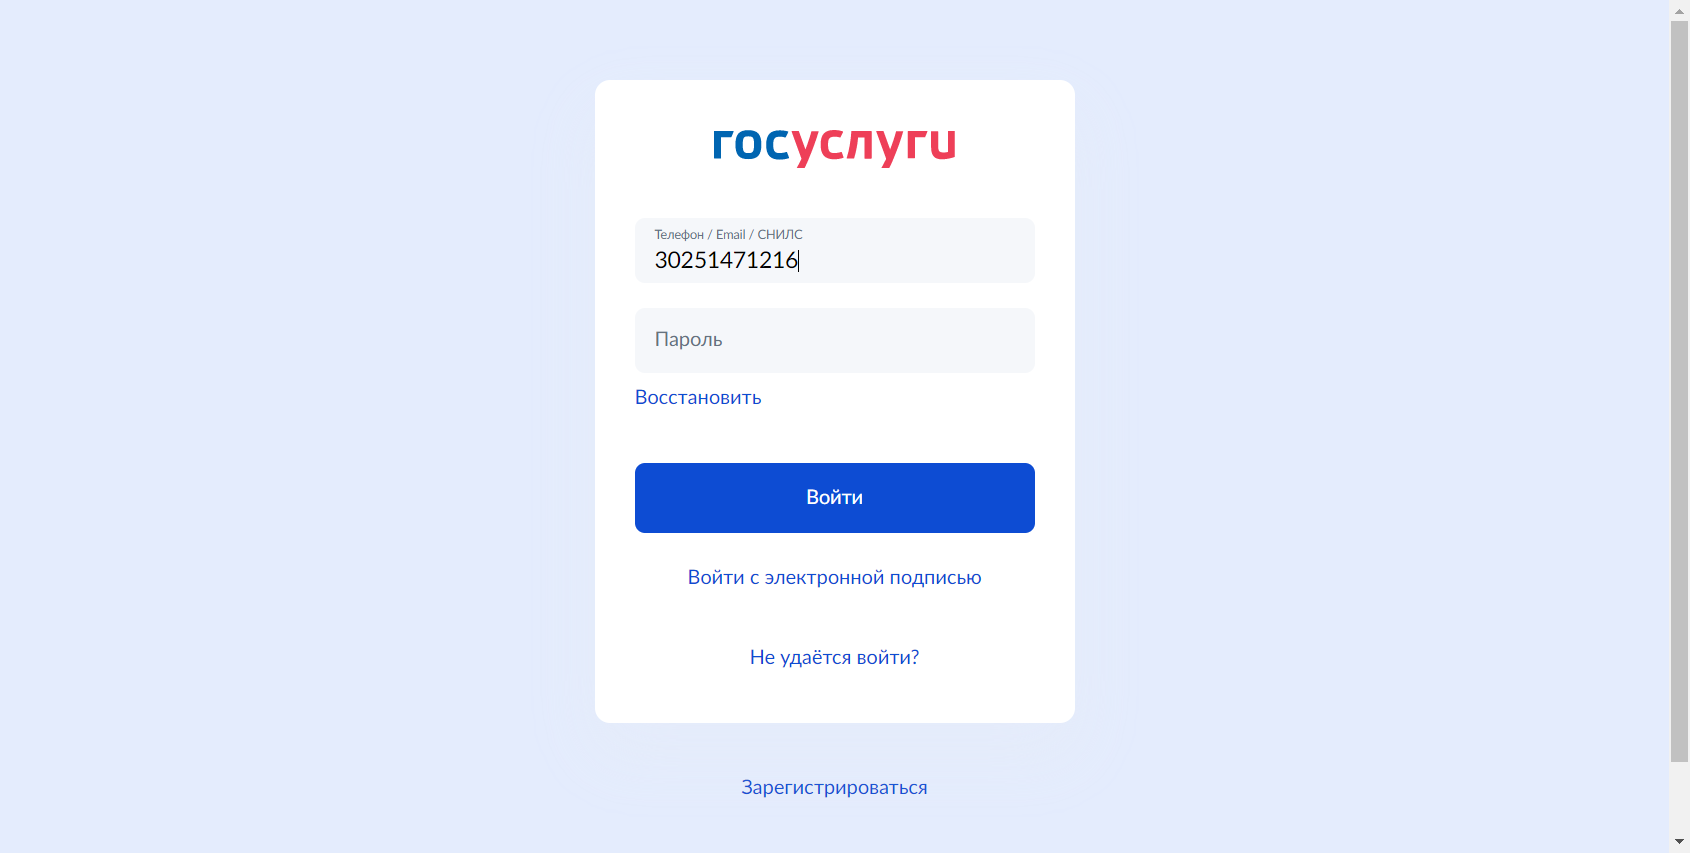 госуслуги
Телефон / Email / СНИЛС
30251471216
Пароль
Восстановить
Войти
Войти с электронной подписью
Не удаётся войти?
Зарегистрироваться